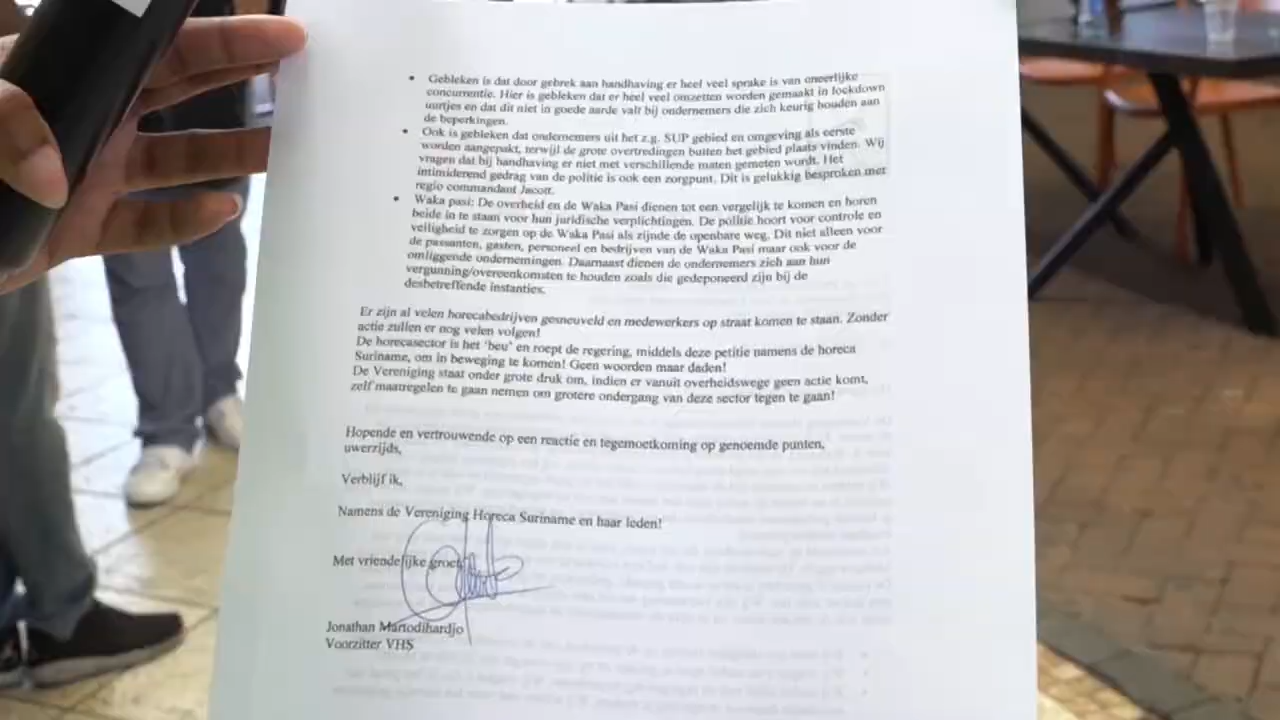 • Gebleken is dat door gebrek aan handhaving er heel veel sprake is van oneerlijke
concurrentie. Hier is gebleken dat er heel veel omzetten worden gemaakt in lockdown
uurtjes en dat dit niet in goede aarde valt bij ondernemers die zich keurig houden aan
de beperkingen.
• Ook is gebleken dat ondernemers uit het z.g. SUP gebied en omgeving als eerste
worden aangepakt, terwijl de grote overtredingen buiten het gebied plaats vinden. Wij
vragen dat bij handhaving er niet met verschillende maten gemeten wordt. Het
intimiderend gedrag van de politie is ook een zorgpunt. Dit is gelukkig besproken met
regio commandant Jacott.
• Waka pasi: De overheid en de Waka Pasi dienen tot een vergelijk te komen en horen
beide in te staan voor hun juridische verplichtingen. De politie hoort voor controle en
veiligheid te zorgen op de Waka Pasi als zijnde de openbare weg. Dit niet alleen voor
de passanten, gasten, personeel en bedrijven van de Waka Pasi maar ook voor de
omliggende ondernemingen. Daarnaast dienen de ondernemers zich aan hun
vergunning/overeenkomsten te houden zoals die gedeponeerd zijn bij de
desbetreffende instanties.
Er zijn al velen horecabedrijven gesneuveld en medewerkers op straat komen te staan. Zonder
actie zullen er nog velen volgen!
De horecasector is het 'beu" en roept de regering, middels deze petitie namens de horeca
Suriname, om in beweging te komen! Geen woorden maar daden!
De Vereniging staat onder grote druk om, indien er vanuit overheidswege geen actie komt,
zelf maatregelen te gaan nemen om grotere ondergang van deze sector tegen te gaan!
Hopende en vertrouwende op een reactie en tegemoetkoming op genoemde punten,
uwerzijds,
Verblijf ik,
Namens de Vereniging Horeca Suriname en haar leden!
Met vriendelijke groet,
Jonathan Martodihardjo
Voorzitter VHS